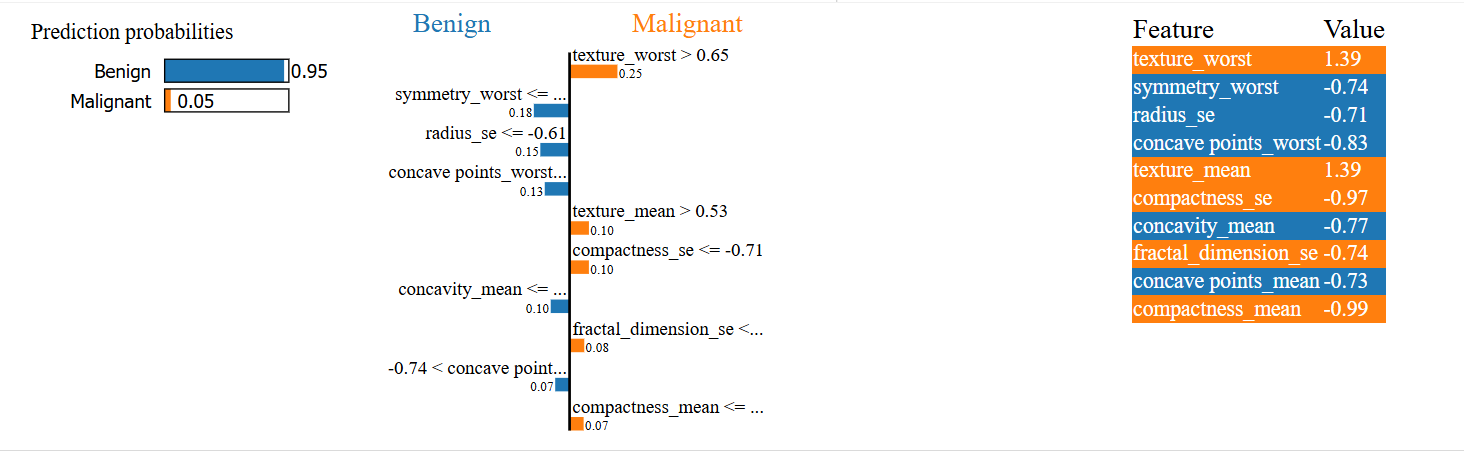 Prediction probabilities
Benign 0.95
Malignant 0.05
Benign Malignant
texture_worst > 0.65
0.25
symmetry_worst <= ...
0.18
radius_se <= -0.61
0.15
concave points_worst...
0.13
texture_mean > 0.53
0.10
compactness_se <= -0.71
0.10
concavity_mean <= ...
0.10
fractal_dimension_se <...
0.08
-0.74 < concave point...
0.07
compactness_mean <= ...
0.07
Feature Value
texture_worst 1.39
symmetry_worst -0.74
radius_se -0.71
concave points_worst -0.83
texture_mean 1.39
compactness_se -0.97
concavity_mean -0.77
fractal_dimension_se -0.74
concave points_mean -0.73
compactness_mean -0.99